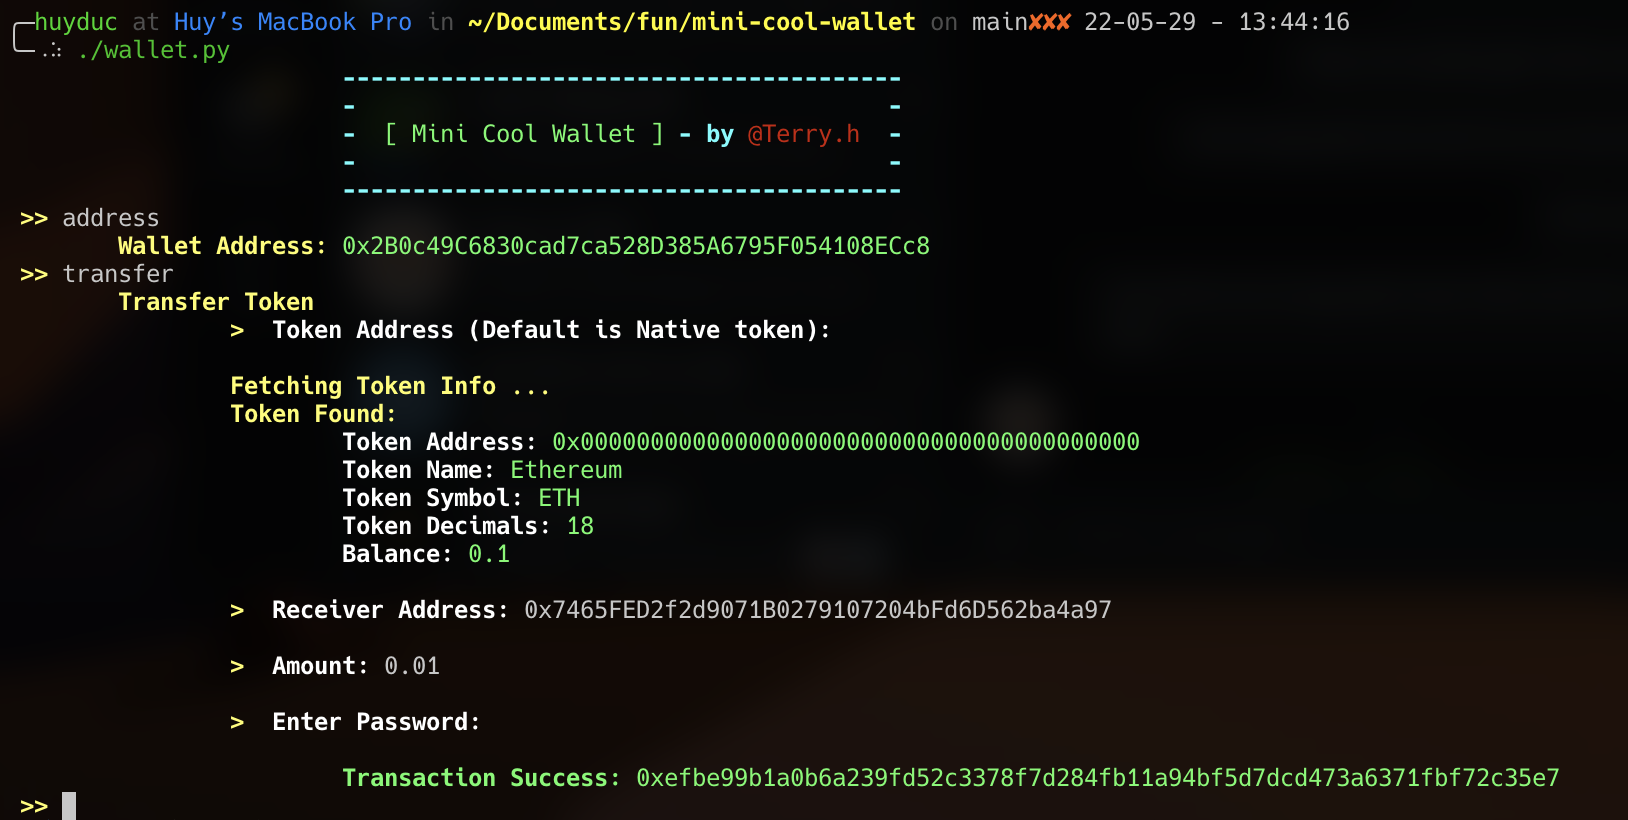 huyduc at Huy’s MacBook Pro in ~/Documents/fun/mini-cool-wallet on main✘✘✘ 22-05-29 - 13:44:16
./wallet.py
----------------------------------------
-                                      -
-  [ Mini Cool Wallet ] - by @Terry.h  -
-                                      -
----------------------------------------
>> address
Wallet Address: 0x2B0c49C6830cad7ca528D385A6795F054108ECc8
>> transfer
Transfer Token
> Token Address (Default is Native token):
Fetching Token Info ...
Token Found:
Token Address: 0x0000000000000000000000000000000000000000
Token Name: Ethereum
Token Symbol: ETH
Token Decimals: 18
Balance: 0.1
> Receiver Address: 0x7465FED2f2d9071B0279107204bFd6D562ba4a97
> Amount: 0.01
> Enter Password:
Transaction Success: 0xefbe99b1a0b6a239fd52c3378f7d284fb11a94bf5d7dcd473a6371fbf72c35e7
>>